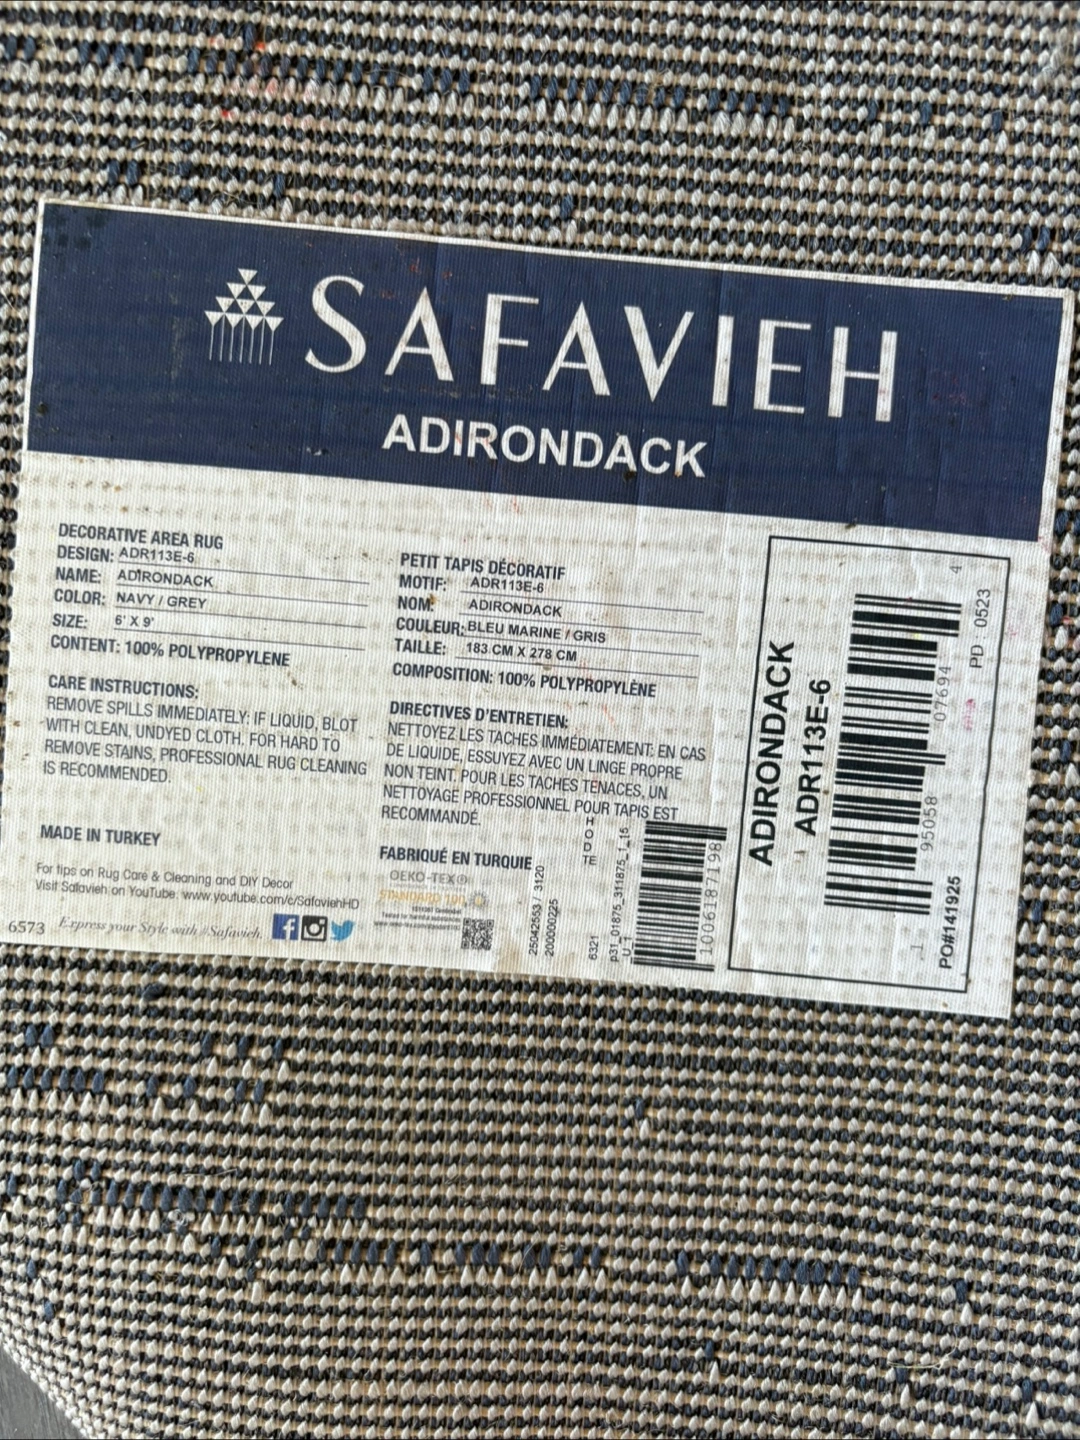 SAFAVIEH
ADIRONDACK
DECORATIVE AREA RUG
DESIGN: ADR113E-6
NAME: ADIRONDACK
COLOR: NAVY / GREY
SIZE: 6' X 9'
CONTENT: 100% POLYPROPYLENE
CARE INSTRUCTIONS:
REMOVE SPILLS IMMEDIATELY: IF LIQUID, BLOT
WITH CLEAN, UNDYED CLOTH. FOR HARD TO
REMOVE STAINS, PROFESSIONAL RUG CLEANING
IS RECOMMENDED.
MADE IN TURKEY
For tips on Rug Care & Cleaning and DIY Decor
Visit Safavieh on YouTube: www.youtube.com/c/SafaviehHD
6573 Express your Style with #Safavieh.
PETIT TAPIS DÉCORATIF
MOTIF: ADR113E-6
NOM: ADIRONDACK
COULEUR: BLEU MARINE / GRIS
TAILLE: 183 CM X 278 CM
COMPOSITION: 100% POLYPROPYLÈNE
DIRECTIVES D'ENTRETIEN:
NETTOYEZ LES TACHES IMMÉDIATEMENT: EN CAS
DE LIQUIDE, ESSUYEZ AVEC UN LINGE PROPRE
NON TEINT. POUR LES TACHES TENACES, UN
NETTOYAGE PROFESSIONNEL POUR TAPIS EST
RECOMMANDÉ.
FABRIQUÉ EN TURQUIE
OEKO-TEX®
STANDARD 100
25042553 / 3120
200000225
HODTE
6321
p31_01875_311875_1_15
U_T
1006187198
ADIRONDACK
ADR113E-6
1 95058 07694 4
PD : 0523
PO#141925